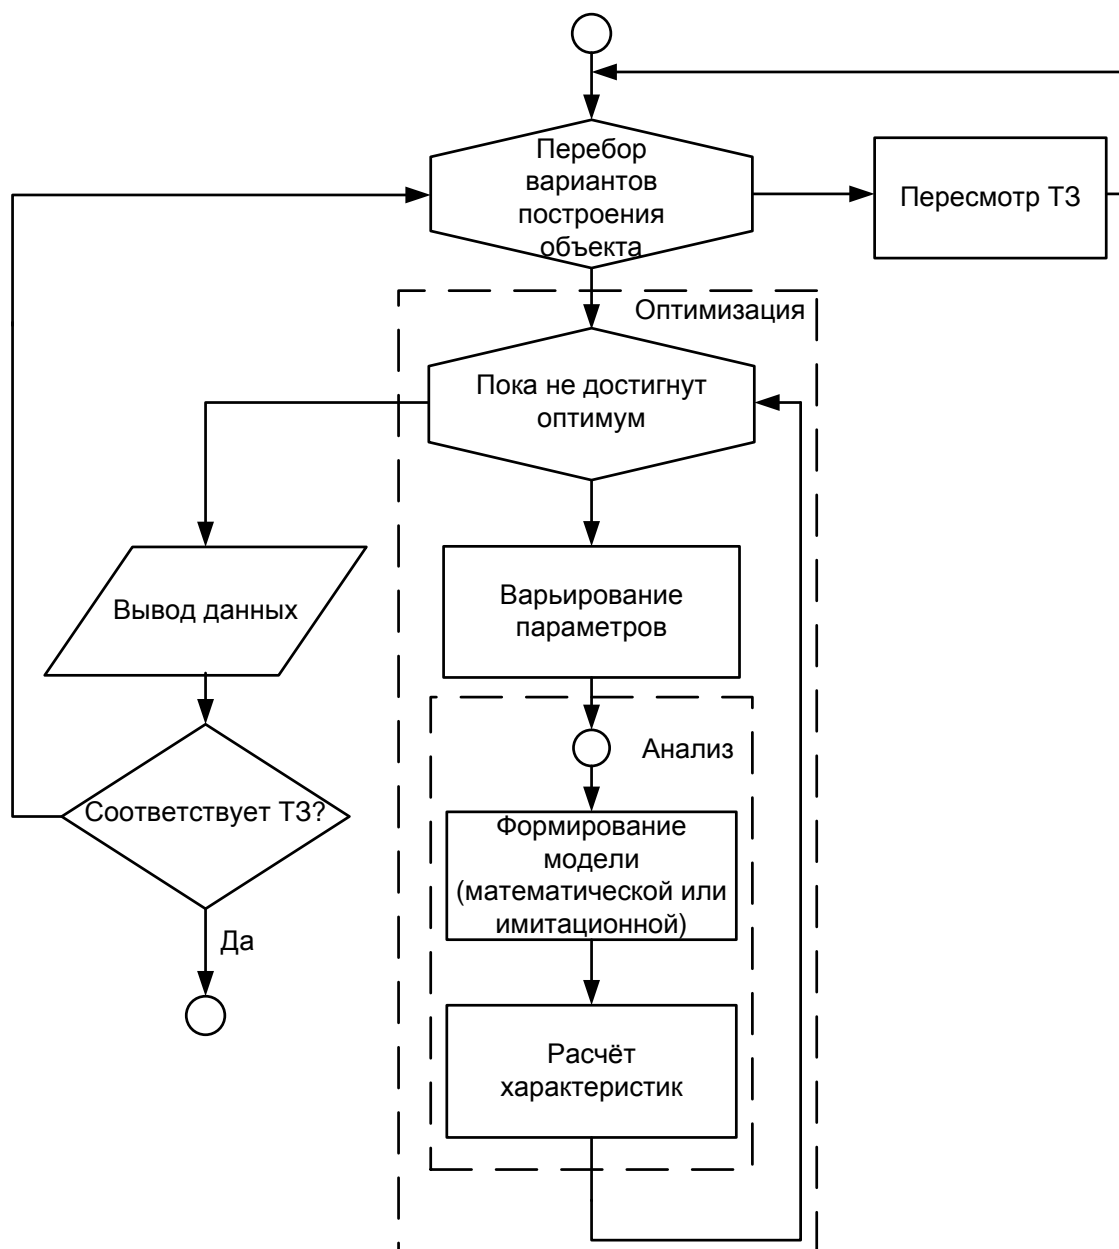 Перебор
вариантов
построения
объекта
Пересмотр ТЗ
Оптимизация
Пока не достигнут
оптимум
Вывод данных
Варьирование
параметров
Анализ
Соответствует ТЗ?
Формирование
модели
(математической или
имитационной)
Да
Расчёт
характеристик